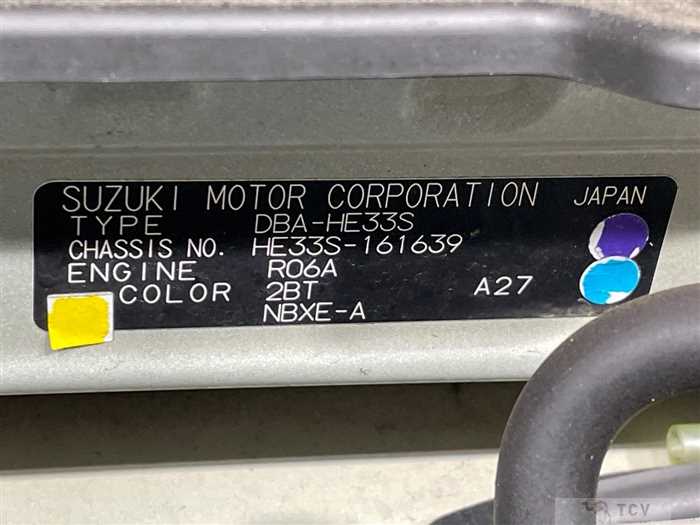 SUZUKI MOTOR CORPORATION JAPAN
TYPE DBA-HE33S
CHASSIS NO. HE33S-161639
ENGINE R06A
COLOR 2BT A27
NBXE-A
TCV